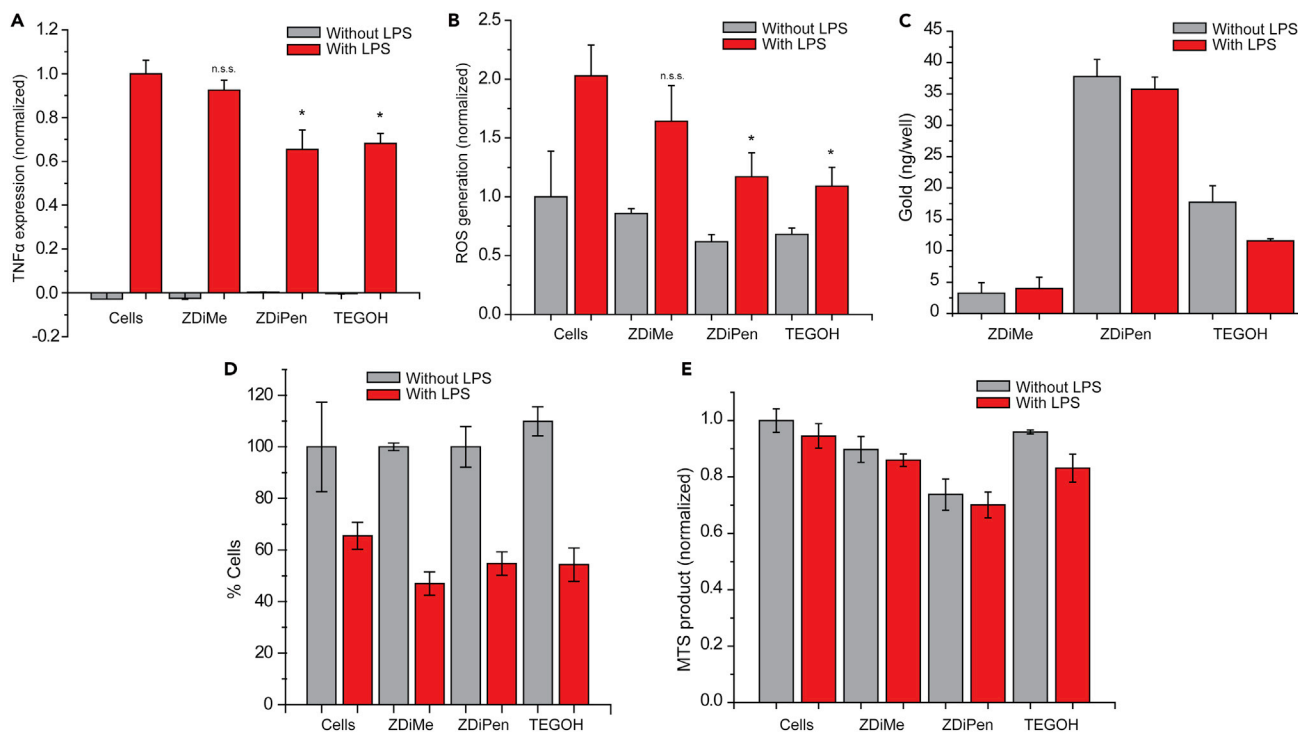 A
Without LPS
With LPS
TNFα expression (normalized)
1.2
1.0
0.8
0.6
0.4
0.2
0.0
-0.2
n.s.s.
*
*
Cells
ZDiMe
ZDiPen
TEGOH
B
Without LPS
With LPS
ROS generation (normalized)
2.5
2.0
1.5
1.0
0.5
0.0
n.s.s.
*
*
Cells
ZDiMe
ZDiPen
TEGOH
C
Without LPS
With LPS
Gold (ng/well)
45
40
35
30
25
20
15
10
5
0
ZDiMe
ZDiPen
TEGOH
D
Without LPS
With LPS
% Cells
120
100
80
60
40
20
0
Cells
ZDiMe
ZDiPen
TEGOH
E
Without LPS
With LPS
MTS product (normalized)
1.0
0.8
0.6
0.4
0.2
0.0
Cells
ZDiMe
ZDiPen
TEGOH